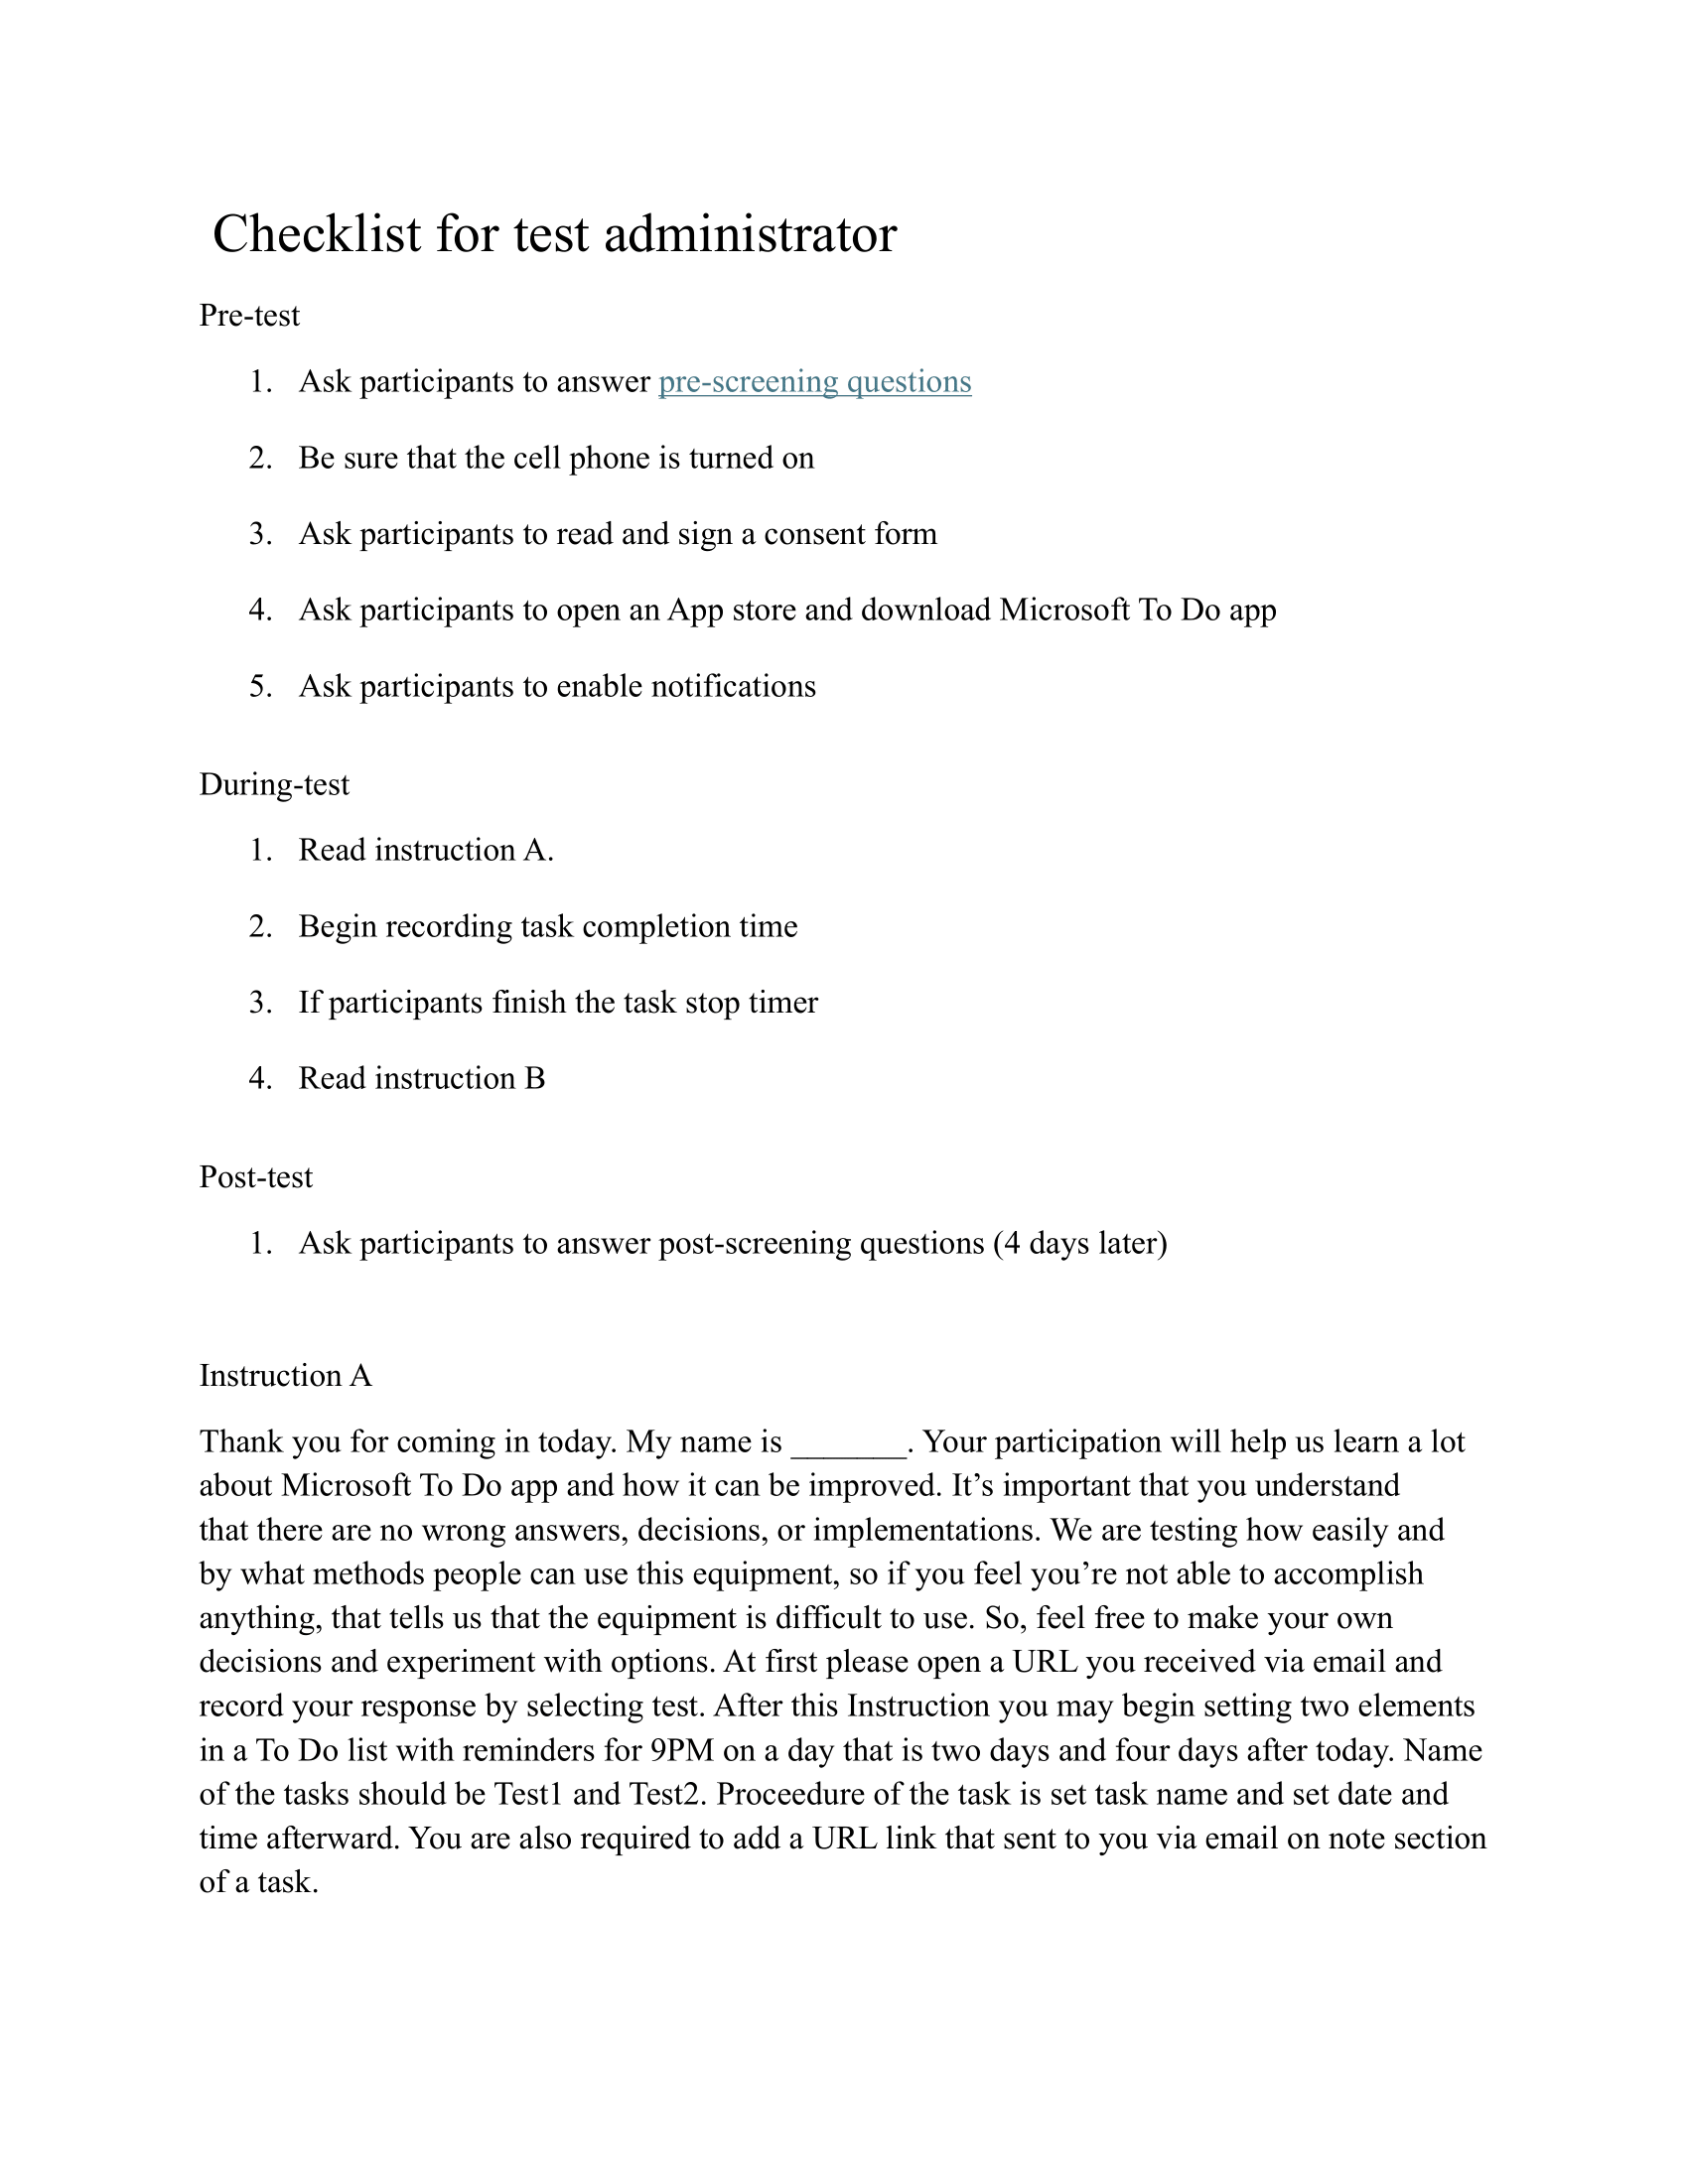 Checklist for test administrator
Pre-test
1. Ask participants to answer pre-screening questions
2. Be sure that the cell phone is turned on
3. Ask participants to read and sign a consent form
4. Ask participants to open an App store and download Microsoft To Do app
5. Ask participants to enable notifications
During-test
1. Read instruction A.
2. Begin recording task completion time
3. If participants finish the task stop timer
4. Read instruction B
Post-test
1. Ask participants to answer post-screening questions (4 days later)
Instruction A
Thank you for coming in today. My name is _______. Your participation will help us learn a lot
about Microsoft To Do app and how it can be improved. It’s important that you understand
that there are no wrong answers, decisions, or implementations. We are testing how easily and
by what methods people can use this equipment, so if you feel you’re not able to accomplish
anything, that tells us that the equipment is difficult to use. So, feel free to make your own
decisions and experiment with options. At first please open a URL you received via email and
record your response by selecting test. After this Instruction you may begin setting two elements
in a To Do list with reminders for 9PM on a day that is two days and four days after today. Name
of the tasks should be Test1 and Test2. Proceedure of the task is set task name and set date and
time afterward. You are also required to add a URL link that sent to you via email on note section
of a task.